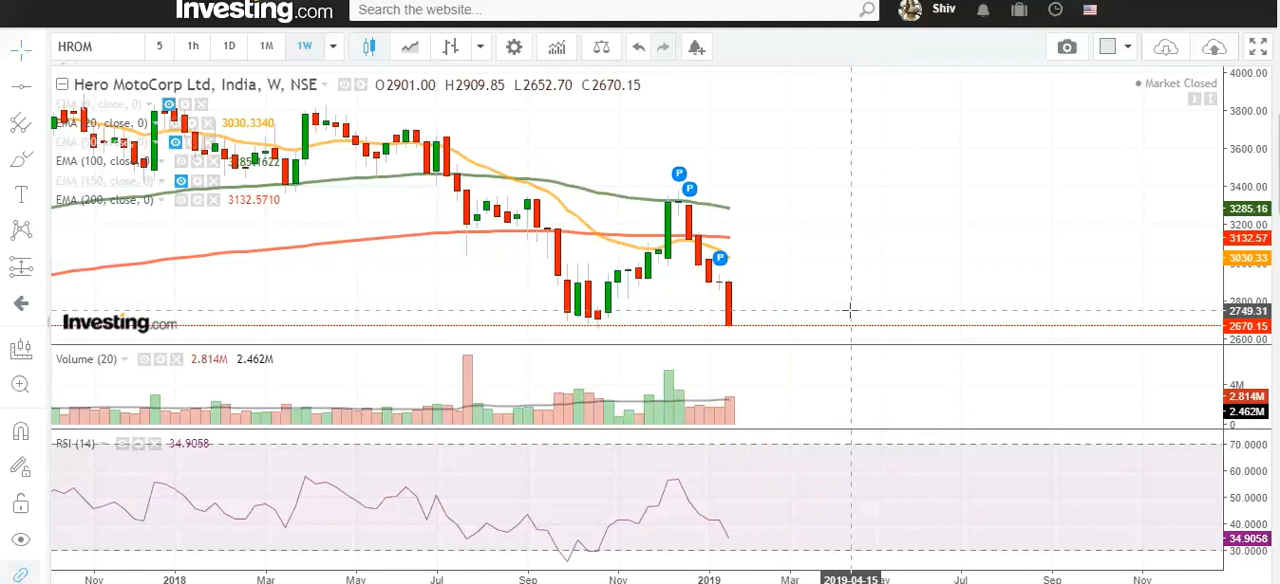 Investing.com
Search the website...
Shiv
HROM
5
1h
1D
1M
1W
Hero MotoCorp Ltd, India, W, NSE
O2901.00 H2909.85 L2652.70 C2670.15
Market Closed
EMA (20, close, 0) 3030.3340
EMA (100, close, 0)
EMA (150, close, 0)
EMA (200, close, 0) 3132.5710
P
P
P
Investing.com
4000.00
3800.00
3600.00
3400.00
3285.16
3200.00
3132.57
3030.33
2800.00
2749.31
2670.15
2600.00
Volume (20) 2.814M 2.462M
4M
2.814M
2.462M
0
RSI (14) 34.9058
70.0000
60.0000
50.0000
40.0000
34.9058
30.0000
Nov 2018 Mar May Jul Sep Nov 2019 Mar 2019-04-15 Jul Sep Nov